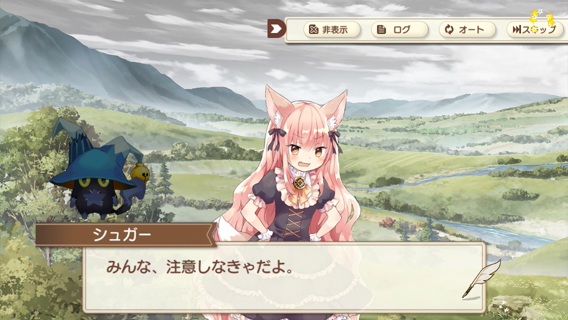 非表示
ログ
オート
スキップ
シュガー
みんな、注意しなきゃだよ。